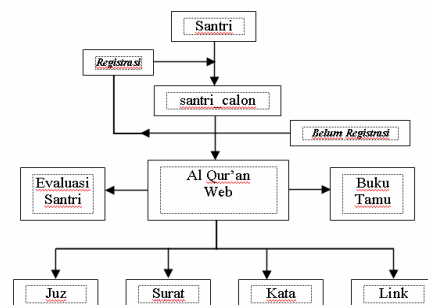 Santri
Registrasi
santri_calon
Belum Registrasi
Evaluasi
Santri
Al Qur'an
Web
Buku
Tamu
Juz
Surat
Kata
Link